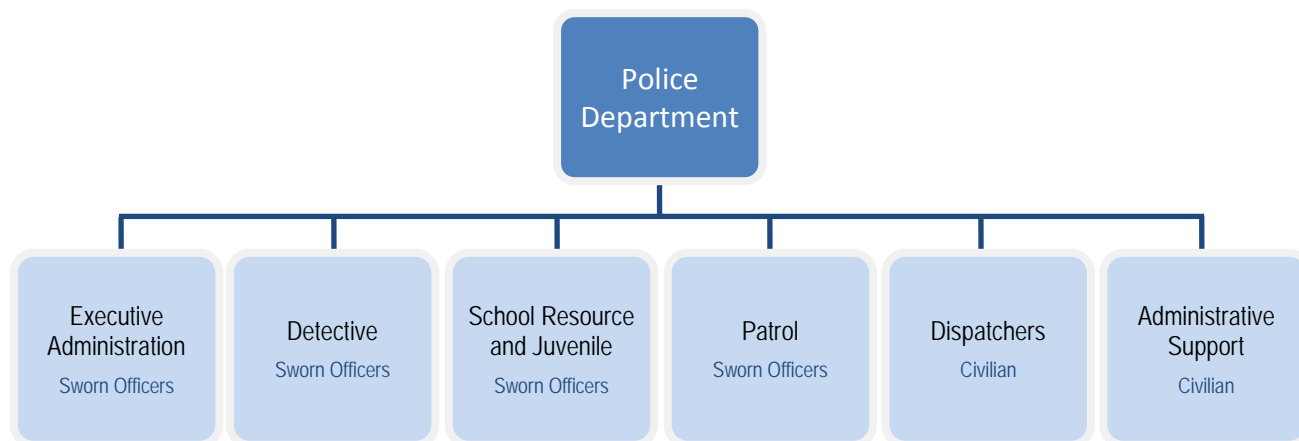 Police
Department
Executive
Administration
Sworn Officers
Detective
Sworn Officers
School Resource
and Juvenile
Sworn Officers
Patrol
Sworn Officers
Dispatchers
Civilian
Administrative
Support
Civilian